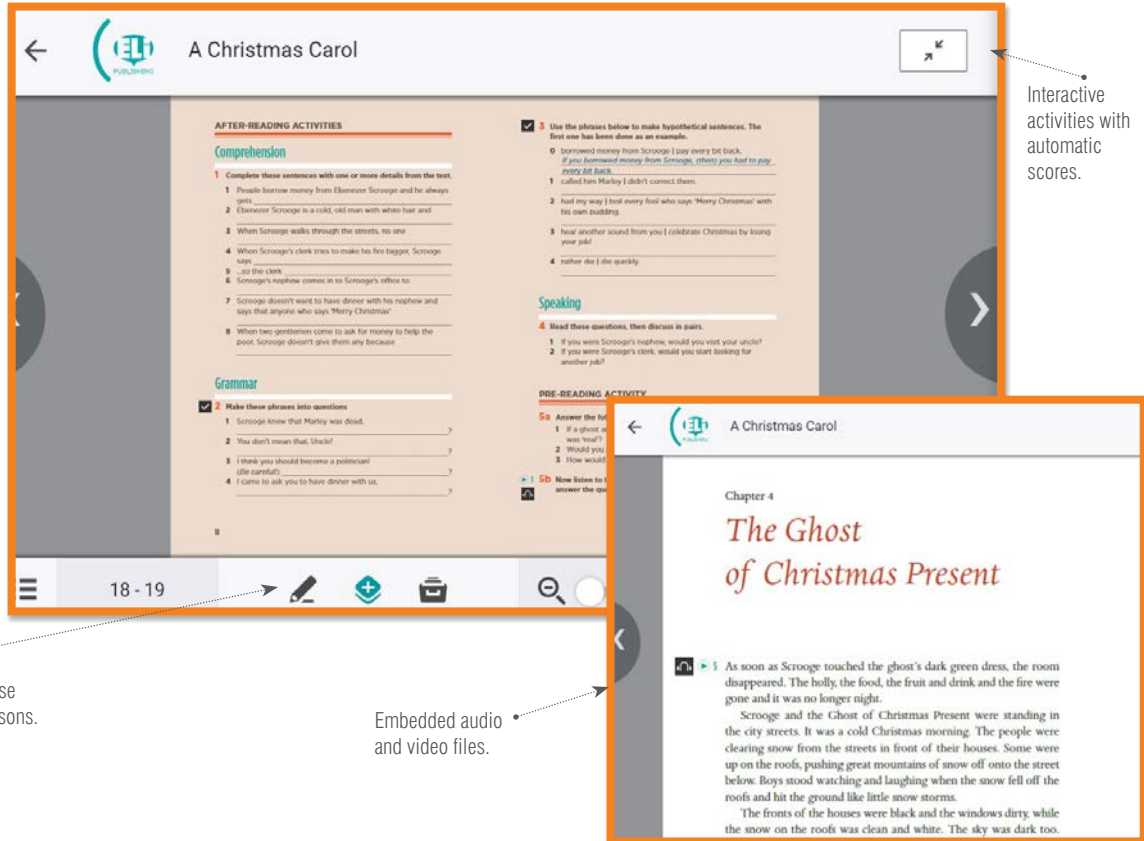 ELI
PUBLISHING
A Christmas Carol
Interactive
activities with
automatic
scores.
AFTER-READING ACTIVITIES
Comprehension
1 Complete these sentences with one or more details from the text.
1 People borrow money from Ebenezer Scrooge and he always
gets
2 Ebenezer Scrooge is a cold, old man with white hair and
3 When Scrooge walks through the streets, no one
4 When Scrooge's clerk tries to make his fire bigger, Scrooge
says
5 ...so the clerk
6 Scrooge's nephew comes in to Scrooge's office to
7 Scrooge doesn't want to have dinner with his nephew and
says that anyone who says 'Merry Christmas'
8 When two gentlemen come to ask for money to help the
poor, Scrooge doesn't give them any because
Grammar
2 Make these phrases into questions
1 Scrooge knew that Marley was dead.
?
2 You don't mean that, Uncle!
?
3 I think you should become a politician!
(Be careful!) ?
4 I came to ask you to have dinner with us.
?
3 Use the phrases below to make hypothetical sentences. The
first one has been done as an example.
0 borrowed money from Scrooge | pay every bit back.
If you borrowed money from Scrooge, (then) you had to pay
every bit back.
1 called him Marley | didn't correct them.
2 had my way | boil every fool who says 'Merry Christmas' with
his own pudding.
3 hear another sound from you | celebrate Christmas by losing
your job!
4 rather die | die quickly.
Speaking
4 Read these questions, then discuss in pairs.
1 If you were Scrooge's nephew, would you visit your uncle?
2 If you were Scrooge's clerk, would you start looking for
another job?
PRE-READING ACTIVITY
5a Answer the
1 If a ghost
was 'real'?
2 Would you
3 How would
5b Now listen to
answer the
18 - 19
sons.
Embedded audio
and video files.
ELI
PUBLISHING
A Christmas Carol
Chapter 4
The Ghost
of Christmas Present
5 As soon as Scrooge touched the ghost's dark green dress, the room
disappeared. The holly, the food, the fruit and drink and the fire were
gone and it was no longer night.
Scrooge and the Ghost of Christmas Present were standing in
the city streets. It was a cold Christmas morning. The people were
clearing snow from the streets in front of their houses. Some were
up on the roofs, pushing great mountains of snow off onto the street
below. Boys stood watching and laughing when the snow fell off the
roofs and hit the ground like little snow storms.
The fronts of the houses were black and the windows dirty, while
the snow on the roofs was clean and white. The sky was dark too.